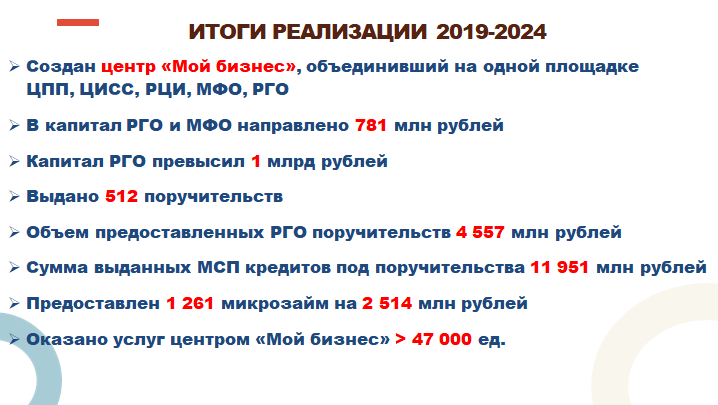 ИТОГИ РЕАЛИЗАЦИИ 2019-2024
➢ Создан центр «Мой бизнес», объединивший на одной площадке
ЦПП, ЦИСС, РЦИ, МФО, РГО
➢ В капитал РГО и МФО направлено 781 млн рублей
➢ Капитал РГО превысил 1 млрд рублей
➢ Выдано 512 поручительств
➢ Объем предоставленных РГО поручительств 4 557 млн рублей
➢ Сумма выданных МСП кредитов под поручительства 11 951 млн рублей
➢ Предоставлен 1 261 микрозайм на 2 514 млн рублей
➢ Оказано услуг центром «Мой бизнес» > 47 000 ед.